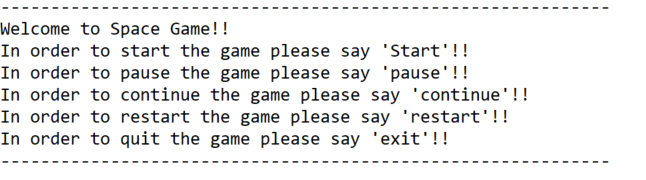 -------------------------------------------------------------
Welcome to Space Game!!
In order to start the game please say 'Start'!!
In order to pause the game please say 'pause'!!
In order to continue the game please say 'continue'!!
In order to restart the game please say 'restart'!!
In order to quit the game please say 'exit'!!
-------------------------------------------------------------